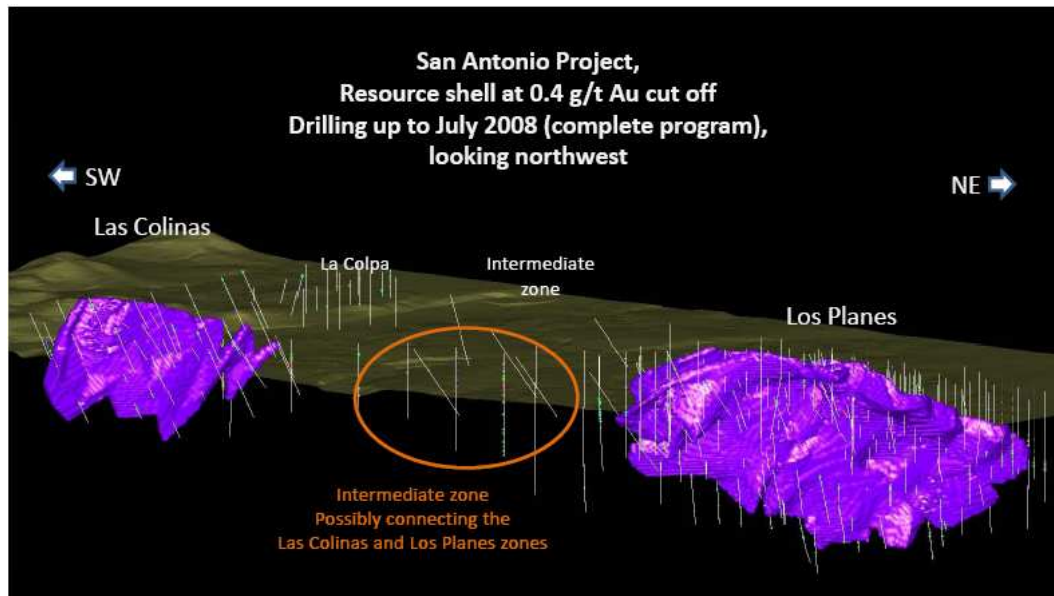 San Antonio Project,
Resource shell at 0.4 g/t Au cut off
Drilling up to July 2008 (complete program),
looking northwest
SW
NE
Las Colinas
La Colpa
Intermediate
zone
Los Planes
Intermediate zone
Possibly connecting the
Las Colinas and Los Planes zones